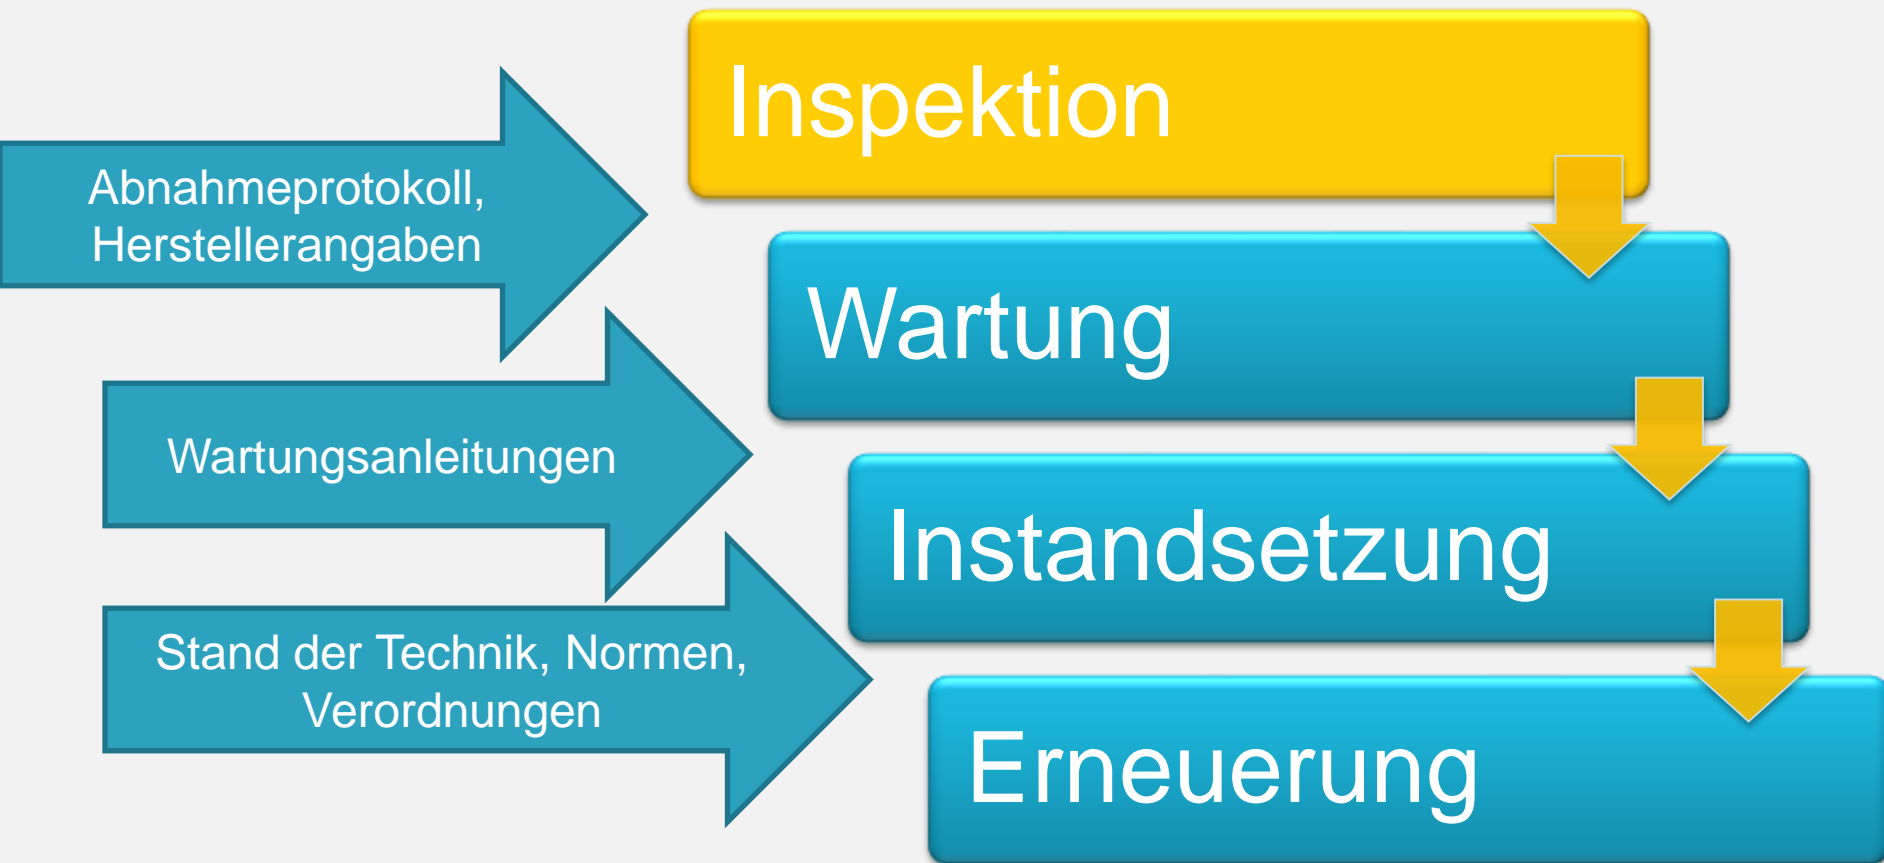 Inspektion
Abnahmeprotokoll,
Herstellerangaben
Wartung
Wartungsanleitungen
Instandsetzung
Stand der Technik, Normen,
Verordnungen
Erneuerung